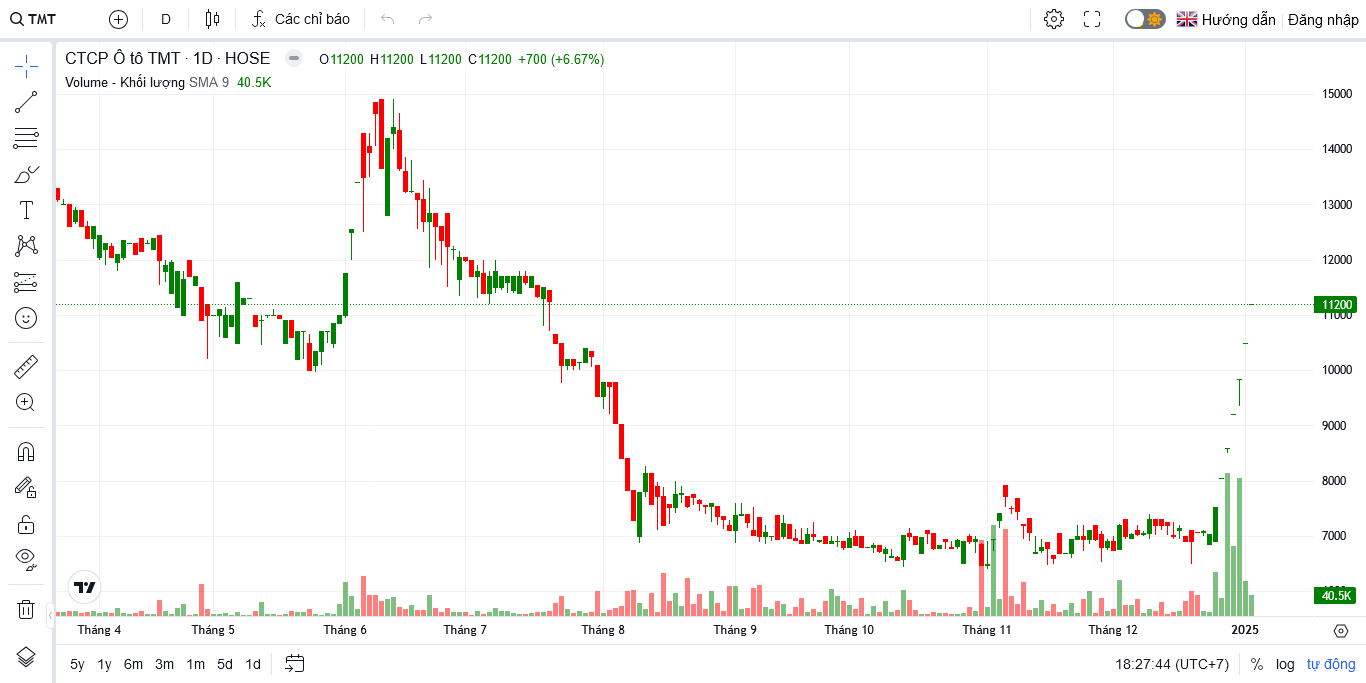 TMT
D
Các chỉ báo
Hướng dẫn
Đăng nhập
CTCP Ô tô TMT · 1D · HOSE
O11200 H11200 L11200 C11200 +700 (+6.67%)
Volume - Khối lượng SMA 9 40.5K
15000
14000
13000
12000
11200
11000
10000
9000
8000
7000
40.5K
Tháng 4
Tháng 5
Tháng 6
Tháng 7
Tháng 8
Tháng 9
Tháng 10
Tháng 11
Tháng 12
2025
5y 1y 6m 3m 1m 5d 1d
18:27:44 (UTC+7)
% log tự động